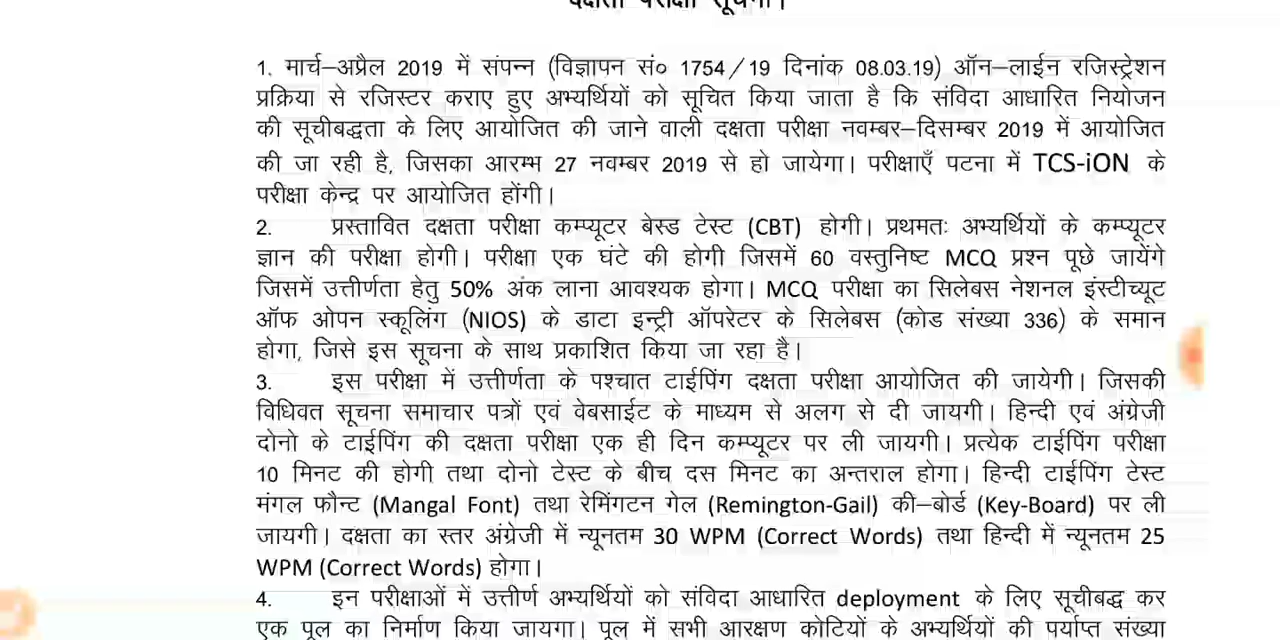 दक्षता परीक्षा सूचना।
1. मार्च–अप्रैल 2019 में संपन्न (विज्ञापन सं० 1754/19 दिनांक 08.03.19) ऑन–लाईन रजिस्ट्रेशन
प्रक्रिया से रजिस्टर कराए हुए अभ्यर्थियों को सूचित किया जाता है कि संविदा आधारित नियोजन
की सूचीबद्धता के लिए आयोजित की जाने वाली दक्षता परीक्षा नवम्बर–दिसम्बर 2019 में आयोजित
की जा रही है, जिसका आरम्भ 27 नवम्बर 2019 से हो जायेगा। परीक्षाएँ पटना में TCS-iON के
परीक्षा केन्द्र पर आयोजित होंगी।
2. प्रस्तावित दक्षता परीक्षा कम्प्यूटर बेस्ड टेस्ट (CBT) होगी। प्रथमतः अभ्यर्थियों के कम्प्यूटर
ज्ञान की परीक्षा होगी। परीक्षा एक घंटे की होगी जिसमें 60 वस्तुनिष्ट MCQ प्रश्न पूछे जायेंगे
जिसमें उत्तीर्णता हेतु 50% अंक लाना आवश्यक होगा। MCQ परीक्षा का सिलेबस नेशनल इंस्टीच्यूट
ऑफ ओपन स्कूलिंग (NIOS) के डाटा इन्ट्री ऑपरेटर के सिलेबस (कोड संख्या 336) के समान
होगा, जिसे इस सूचना के साथ प्रकाशित किया जा रहा है।
3. इस परीक्षा में उत्तीर्णता के पश्चात टाईपिंग दक्षता परीक्षा आयोजित की जायेगी। जिसकी
विधिवत सूचना समाचार पत्रों एवं वेबसाईट के माध्यम से अलग से दी जायगी। हिन्दी एवं अंग्रेजी
दोनो के टाईपिंग की दक्षता परीक्षा एक ही दिन कम्प्यूटर पर ली जायगी। प्रत्येक टाईपिंग परीक्षा
10 मिनट की होगी तथा दोनो टेस्ट के बीच दस मिनट का अन्तराल होगा। हिन्दी टाईपिंग टेस्ट
मंगल फौन्ट (Mangal Font) तथा रेमिंगटन गेल (Remington-Gail) की–बोर्ड (Key-Board) पर ली
जायगी। दक्षता का स्तर अंग्रेजी में न्यूनतम 30 WPM (Correct Words) तथा हिन्दी में न्यूनतम 25
WPM (Correct Words) होगा।
4. इन परीक्षाओं में उत्तीर्ण अभ्यर्थियों को संविदा आधारित deployment के लिए सूचीबद्ध कर
एक पूल का निर्माण किया जायगा। पूल में सभी आरक्षण कोटियों के अभ्यर्थियों की पर्याप्त संख्या